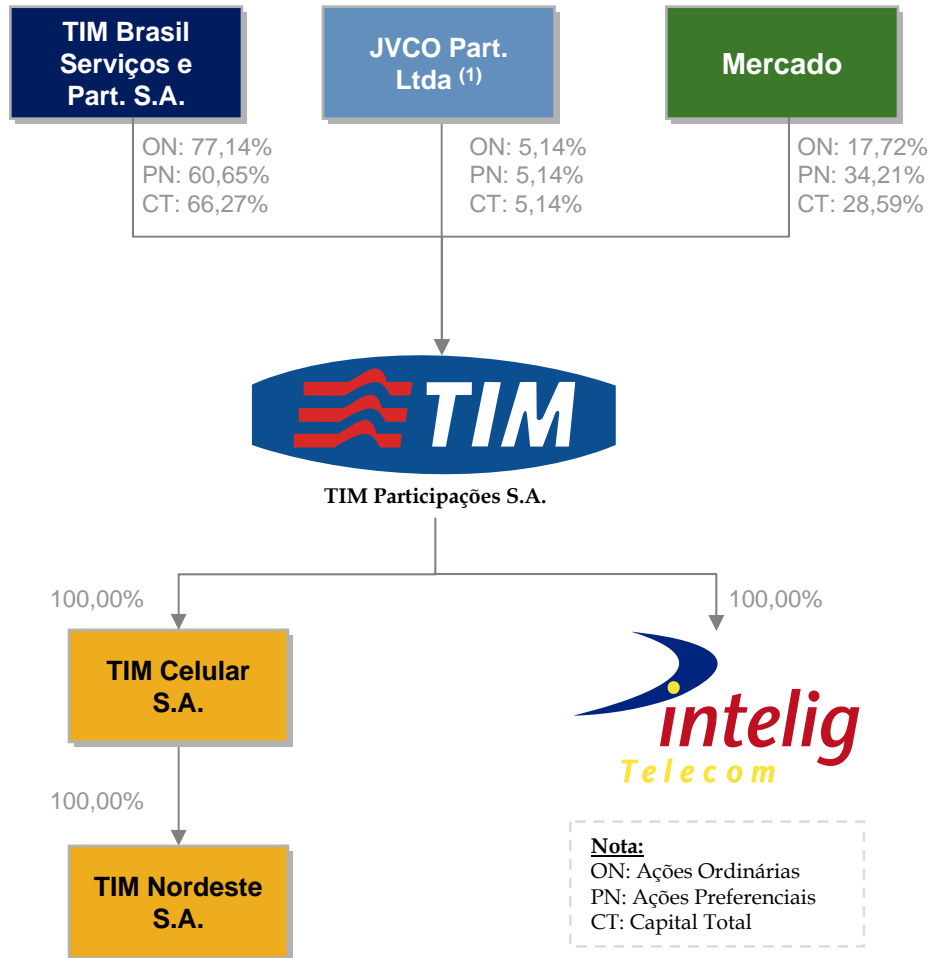 TIM Brasil
Serviços e
Part. S.A.
JVCO Part.
Ltda (1)
Mercado
ON: 77,14%
PN: 60,65%
CT: 66,27%
ON: 5,14%
PN: 5,14%
CT: 5,14%
ON: 17,72%
PN: 34,21%
CT: 28,59%
TIM
TIM Participações S.A.
100,00%
100,00%
TIM Celular
S.A.
intelig
Telecom
100,00%
TIM Nordeste
S.A.
Nota:
ON: Ações Ordinárias
PN: Ações Preferenciais
CT: Capital Total